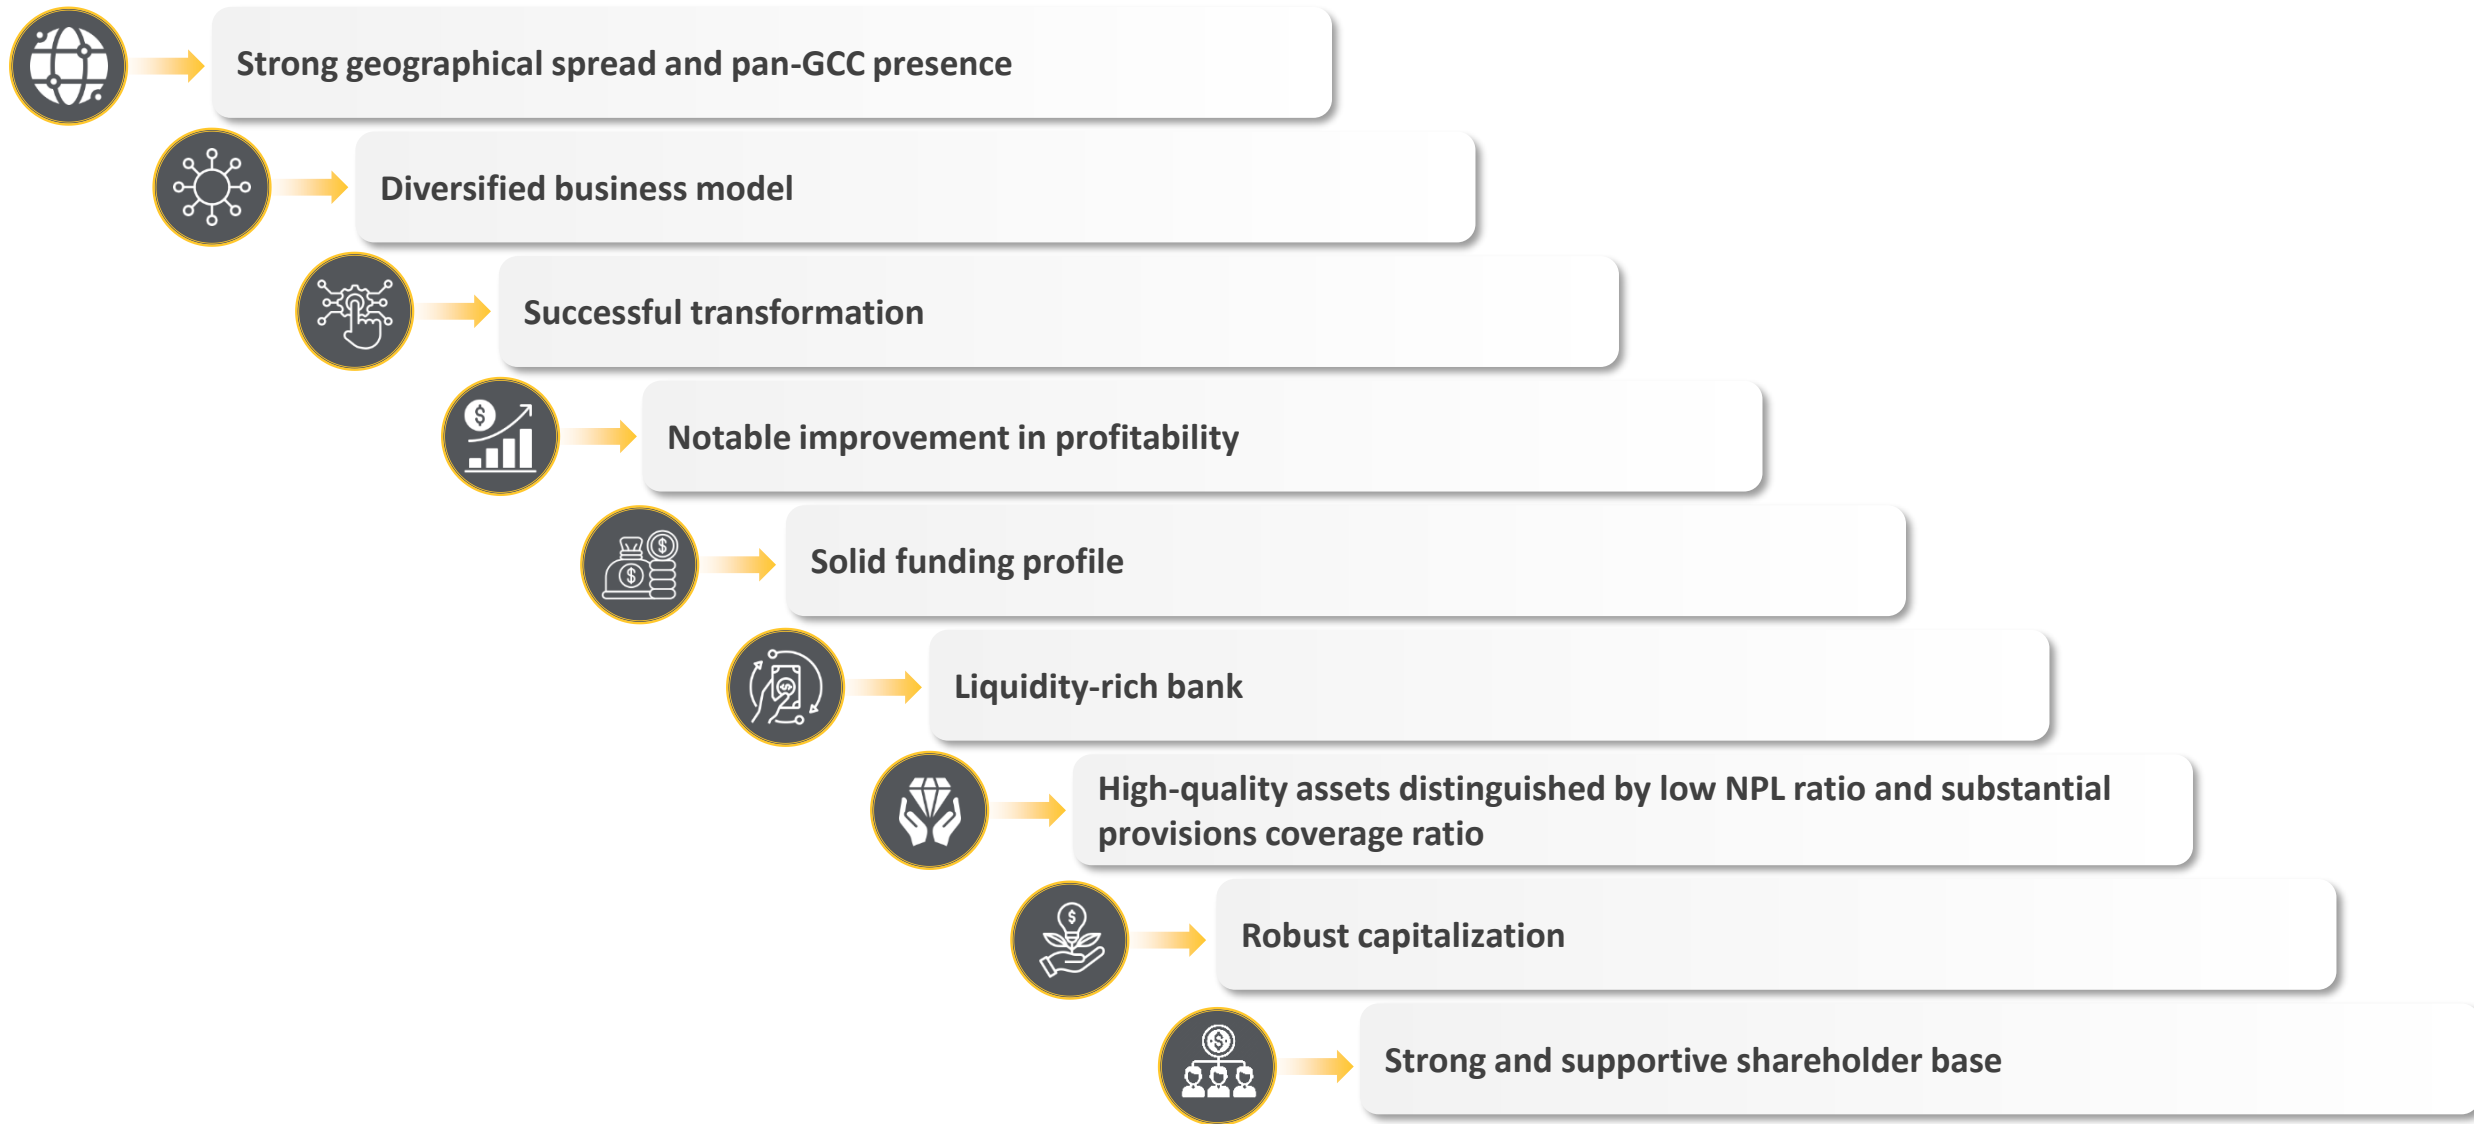 Strong geographical spread and pan-GCC presence
Diversified business model
Successful transformation
Notable improvement in profitability
Solid funding profile
Liquidity-rich bank
High-quality assets distinguished by low NPL ratio and substantial
provisions coverage ratio
Robust capitalization
Strong and supportive shareholder base